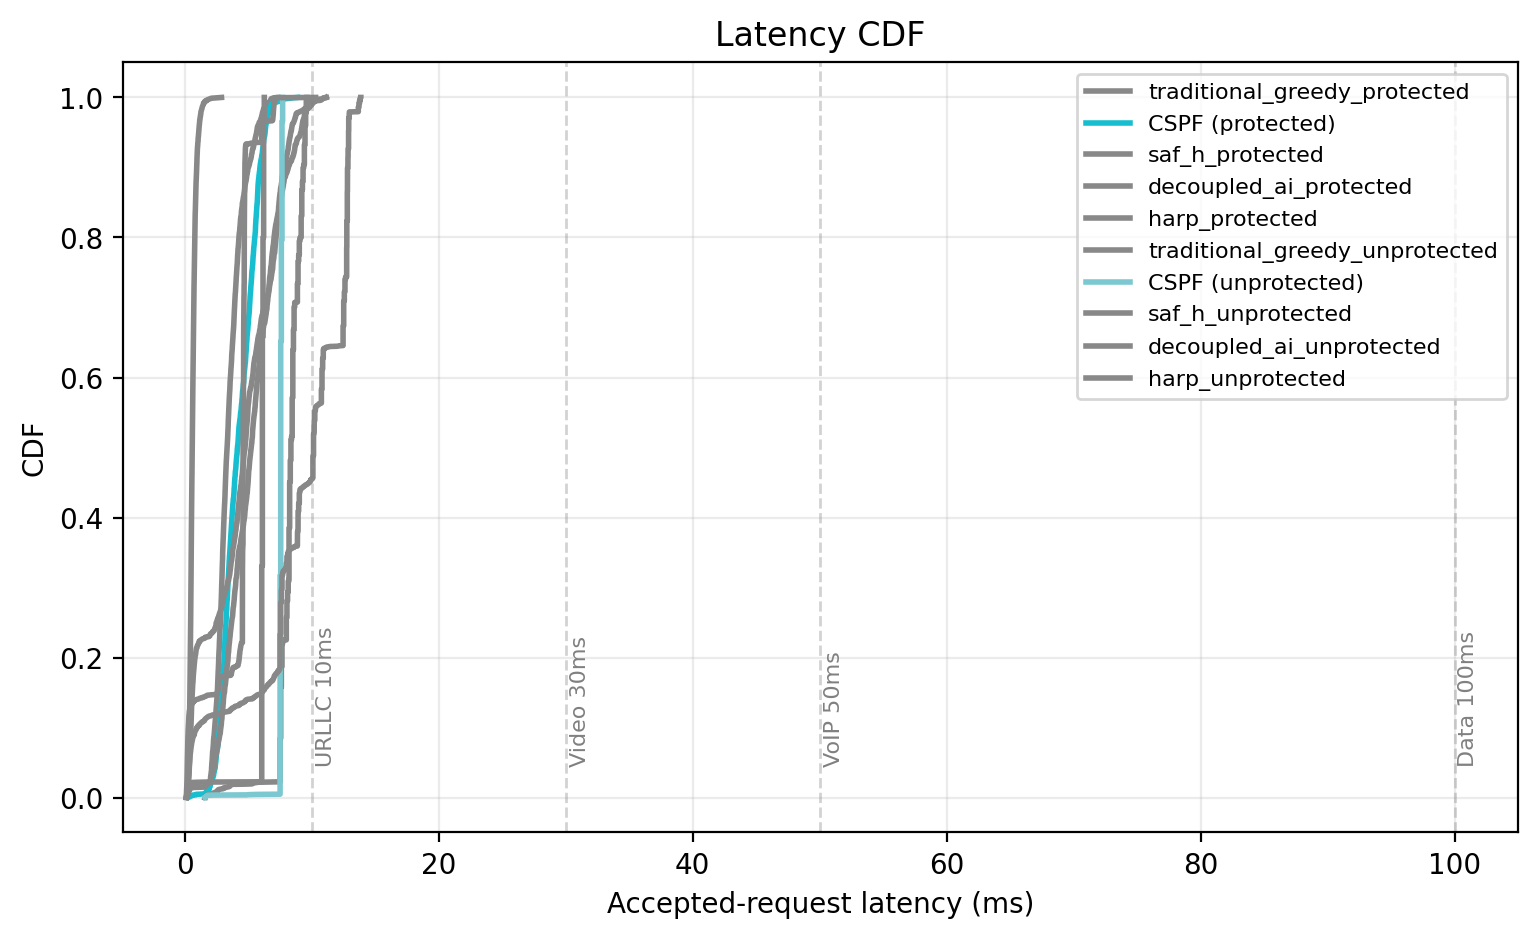 Latency CDF
1.0
0.8
0.6
0.4
0.2
0.0
CDF
traditional_greedy_protected
CSPF (protected)
saf_h_protected
decoupled_ai_protected
harp_protected
traditional_greedy_unprotected
CSPF (unprotected)
saf_h_unprotected
decoupled_ai_unprotected
harp_unprotected
URLLC 10ms
Video 30ms
VoIP 50ms
Data 100ms
0 20 40 60 80 100
Accepted-request latency (ms)